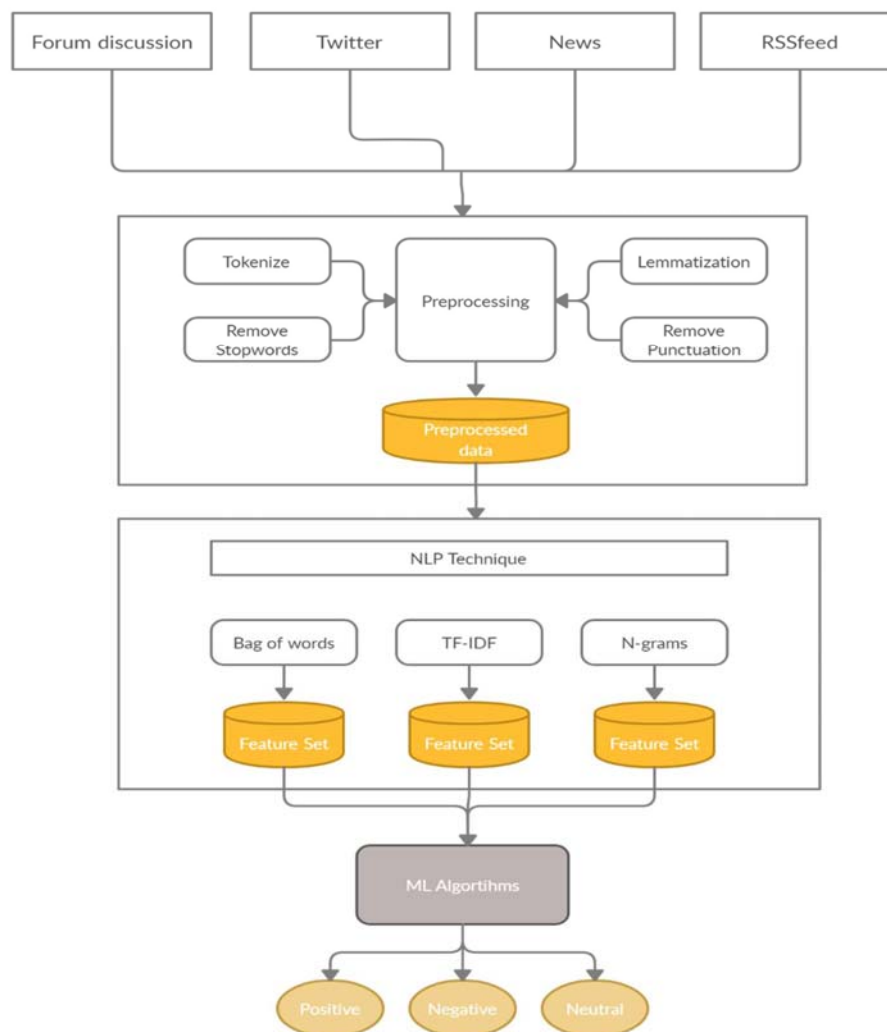 Forum discussion
Twitter
News
RSSfeed
Tokenize
Preprocessing
Lemmatization
Remove
Stopwords
Remove
Punctuation
Preprocessed
data
NLP Technique
Bag of words
TF-IDF
N-grams
Feature Set
Feature Set
Feature Set
ML Algortihms
Positive
Negative
Neutral